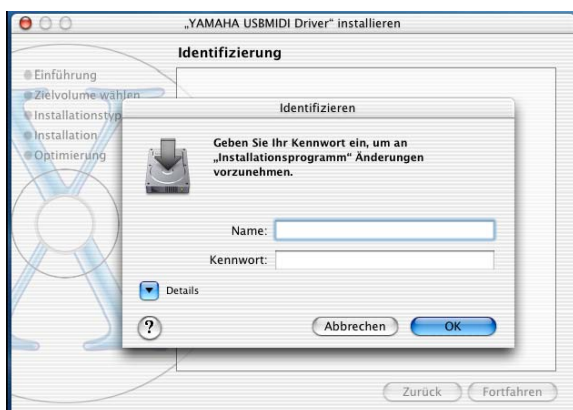 „YAMAHA USBMIDI Driver“ installieren
Identifizierung
Einführung
Zielvolume wählen
Installationstyp
Installation
Optimierung
Identifizieren
Geben Sie Ihr Kennwort ein, um an
„Installationsprogramm“ Änderungen
vorzunehmen.
Name:
Kennwort:
Details
?
Abbrechen
OK
Zurück
Fortfahren